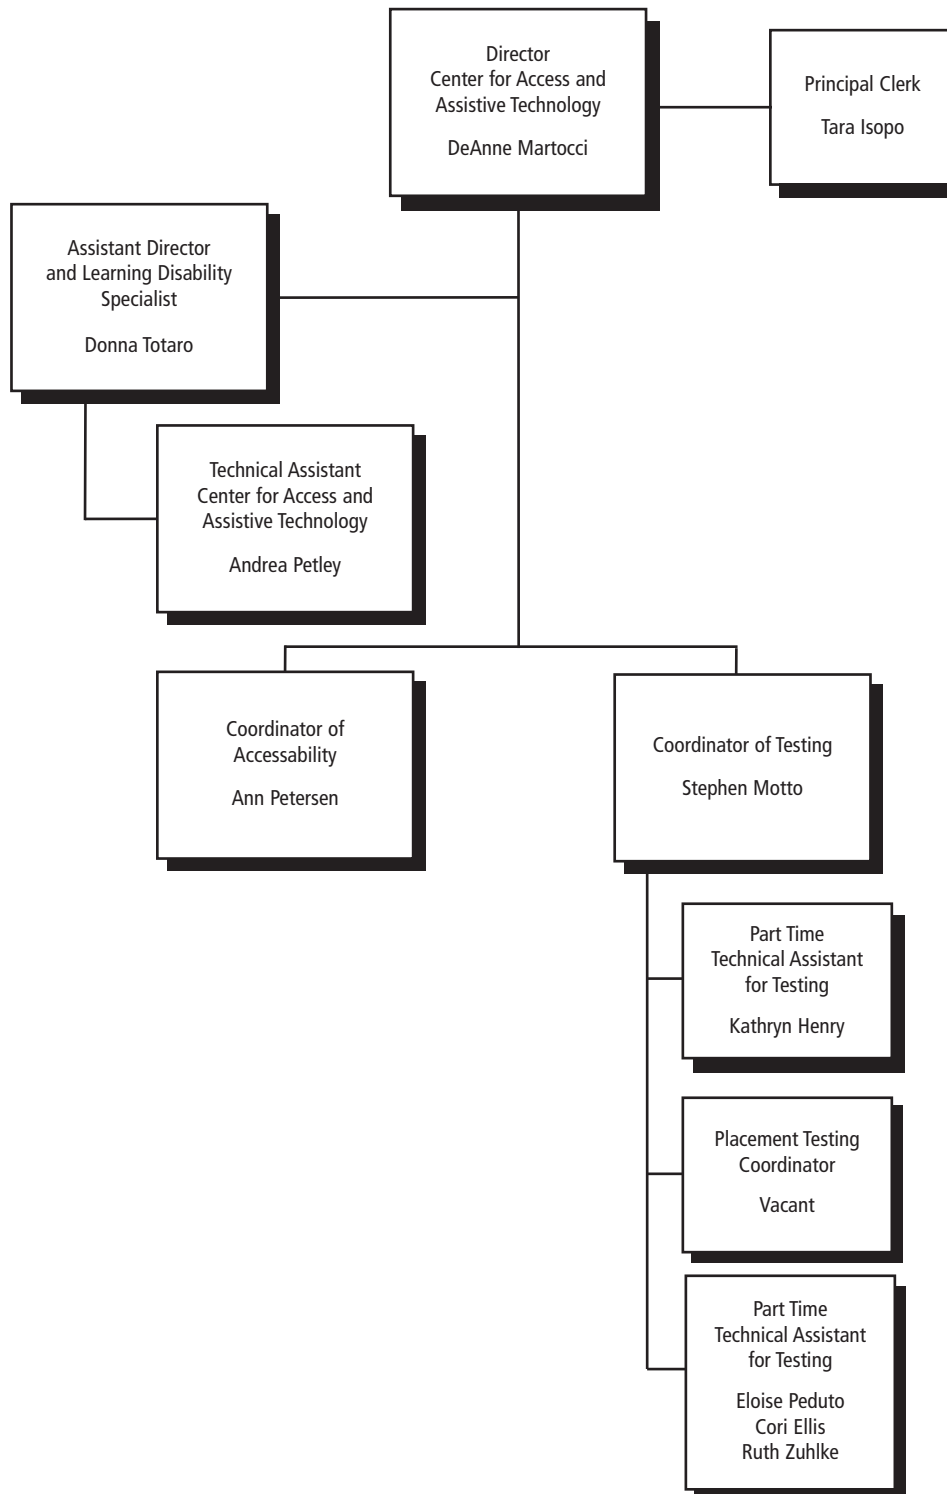 Director
Center for Access and
Assistive Technology
DeAnne Martocci
Principal Clerk
Tara Isopo
Assistant Director
and Learning Disability
Specialist
Donna Totaro
Technical Assistant
Center for Access and
Assistive Technology
Andrea Petley
Coordinator of
Accessability
Ann Petersen
Coordinator of Testing
Stephen Motto
Part Time
Technical Assistant
for Testing
Kathryn Henry
Placement Testing
Coordinator
Vacant
Part Time
Technical Assistant
for Testing
Eloise Peduto
Cori Ellis
Ruth Zuhlke